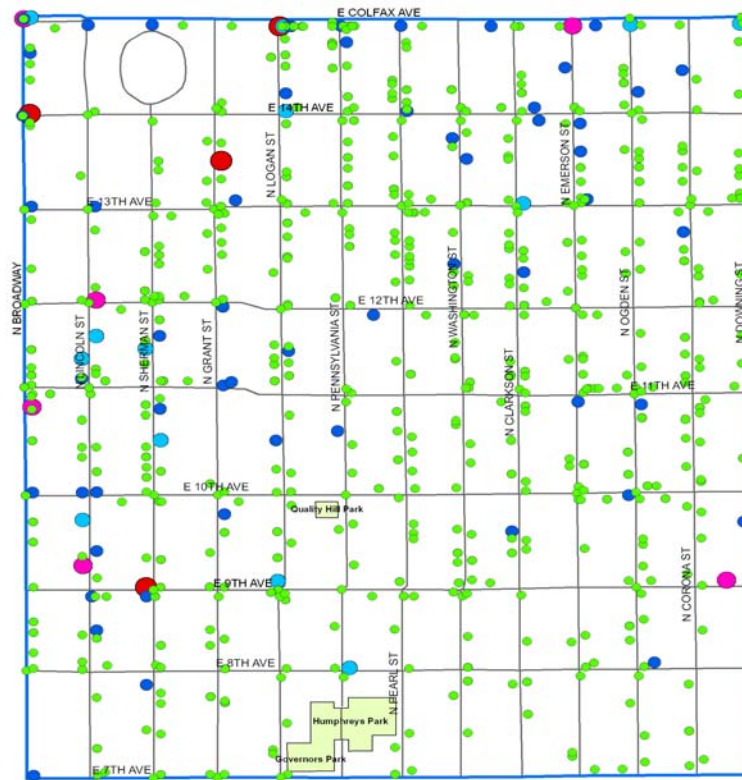 E COLFAX AVE
E 14TH AVE
N LOGAN ST
N EMERSON ST
E 13TH AVE
N BROADWAY
LINCOLN ST
N SHERMAN ST
N GRANT ST
N PENNSYLVANIA ST
E 12TH AVE
N WASHINGTON ST
N CLARKSON ST
N OGDEN ST
N DOWNING ST
E 11TH AVE
E 10TH AVE
Quality Hill Park
E 9TH AVE
N CORONA ST
E 8TH AVE
N PEARL ST
Humphreys Park
Governors Park
E 7TH AVE